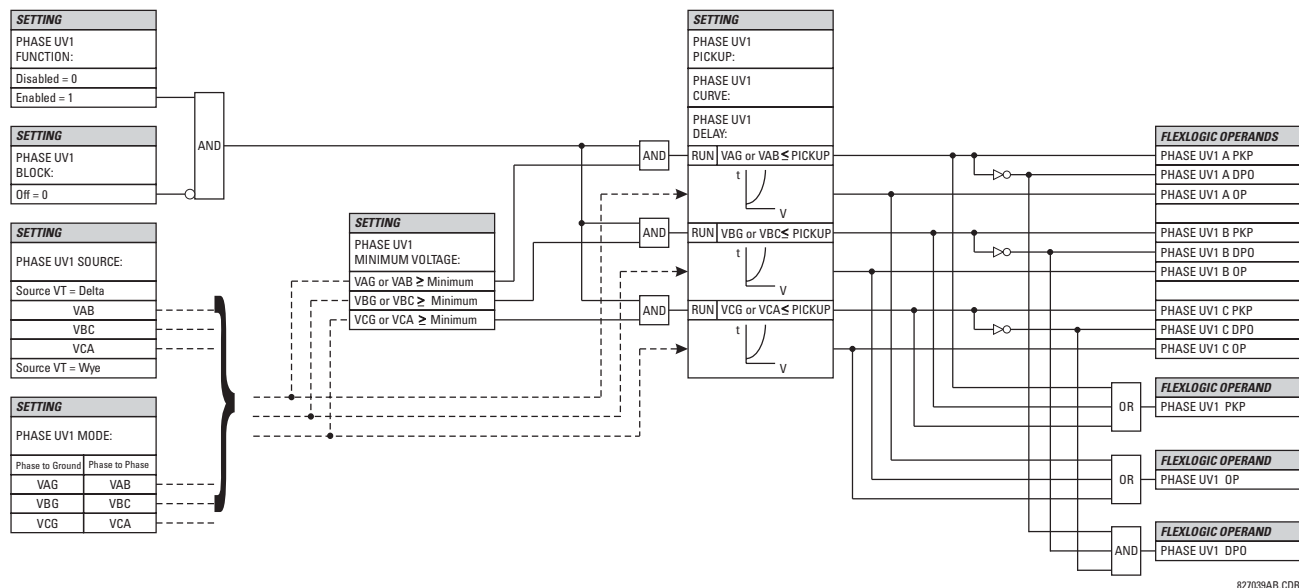 SETTING
PHASE UV1
FUNCTION:
Disabled = 0
Enabled = 1
SETTING
PHASE UV1
BLOCK:
Off = 0
AND
SETTING
PHASE UV1 SOURCE:
Source VT = Delta
VAB
VBC
VCA
Source VT = Wye
SETTING
PHASE UV1 MODE:
Phase to Ground Phase to Phase
VAG VAB
VBG VBC
VCG VCA
SETTING
PHASE UV1
MINIMUM VOLTAGE:
VAG or VAB ≥ Minimum
VBG or VBC ≥ Minimum
VCG or VCA ≥ Minimum
AND
AND
AND
SETTING
PHASE UV1
PICKUP:
PHASE UV1
CURVE:
PHASE UV1
DELAY:
RUN VAG or VAB ≤ PICKUP
t
V
RUN VBG or VBC ≤ PICKUP
t
V
RUN VCG or VCA ≤ PICKUP
t
V
FLEXLOGIC OPERANDS
PHASE UV1 A PKP
PHASE UV1 A DPO
PHASE UV1 A OP
PHASE UV1 B PKP
PHASE UV1 B DPO
PHASE UV1 B OP
PHASE UV1 C PKP
PHASE UV1 C DPO
PHASE UV1 C OP
OR
FLEXLOGIC OPERAND
PHASE UV1 PKP
OR
FLEXLOGIC OPERAND
PHASE UV1 OP
AND
FLEXLOGIC OPERAND
PHASE UV1 DPO
827039AB.CDR